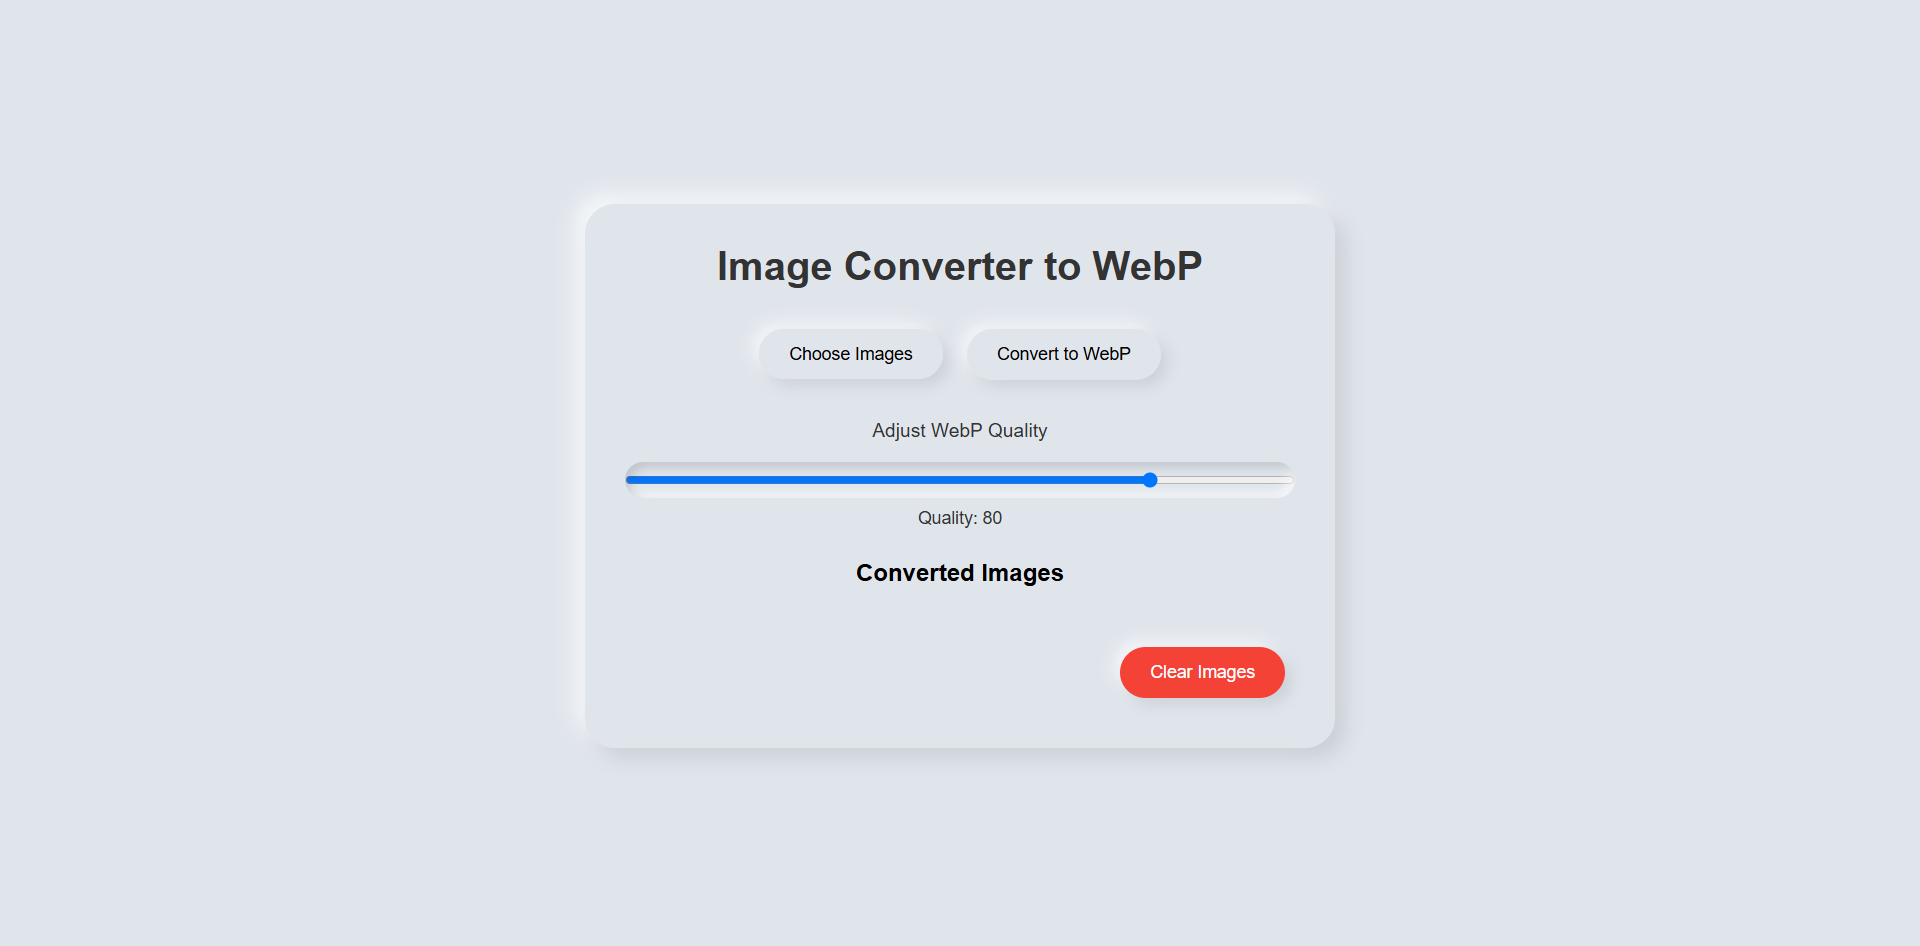 Image Converter to WebP
Choose Images
Convert to WebP
Adjust WebP Quality
Quality: 80
Converted Images
Clear Images